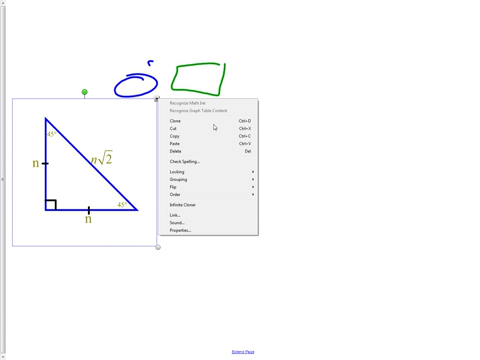 45°
n
n√2
45°
n
Recognize Math Ink
Recognize Graph Table Content
Clone Ctrl+D
Cut Ctrl+X
Copy Ctrl+C
Paste Ctrl+V
Delete Del
Check Spelling...
Locking
Grouping
Flip
Order
Infinite Cloner
Link...
Sound...
Properties...
Extend Page